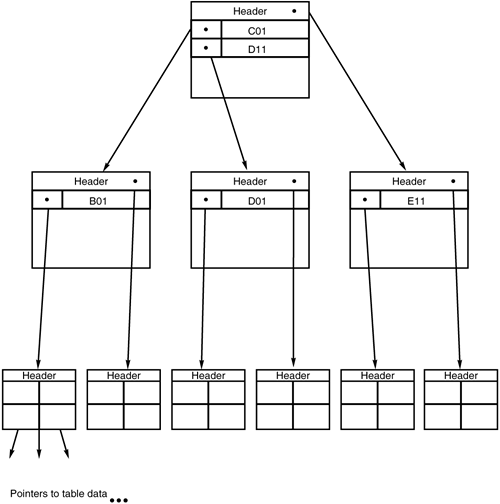 Header
C01
D11
Header
Header
Header
B01
D01
E11
Header
Header
Header
Header
Header
Header
Pointers to table data